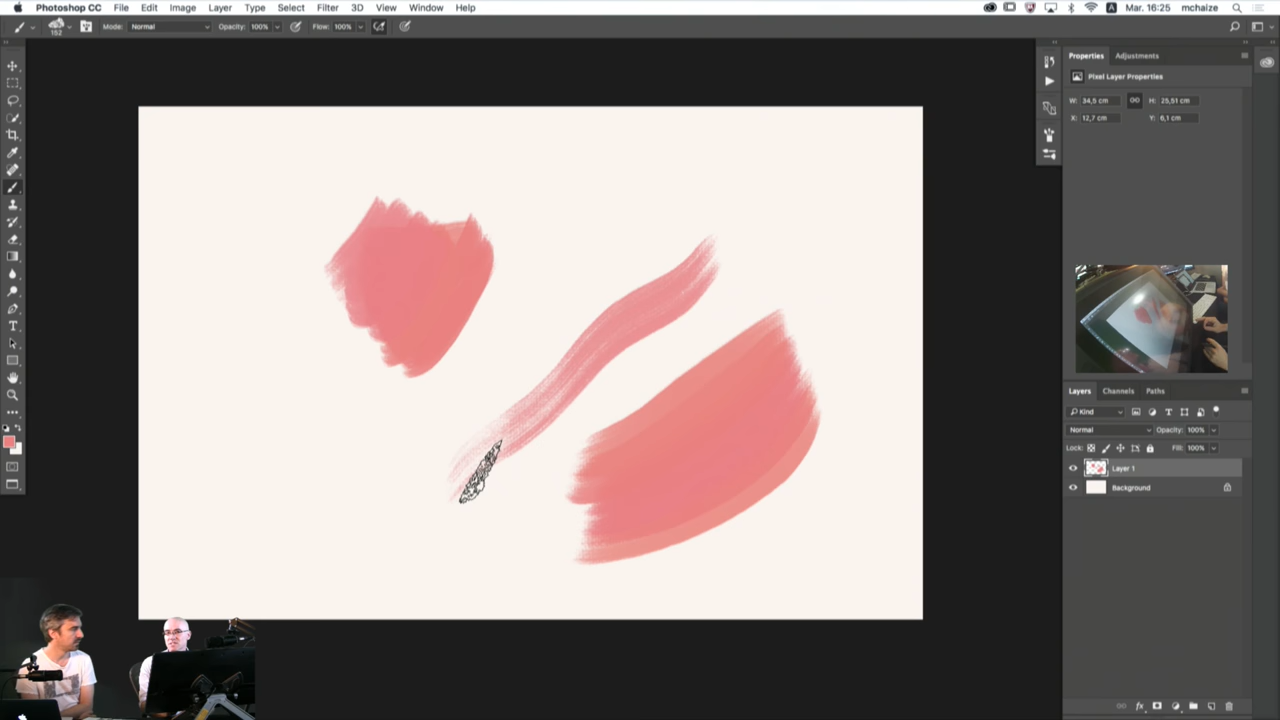 Photoshop CC File Edit Image Layer Type Select Filter 3D View Window Help Mar. 16:25 mchaize
152 Mode: Normal Opacity: 100% Flow: 100%
Properties Adjustments
Pixel Layer Properties
W: 34,5 cm H: 25,51 cm
X: 12,7 cm Y: 6,1 cm
Layers Channels Paths
Kind
Normal Opacity: 100%
Lock: Fill: 100%
Layer 1
Background
fx